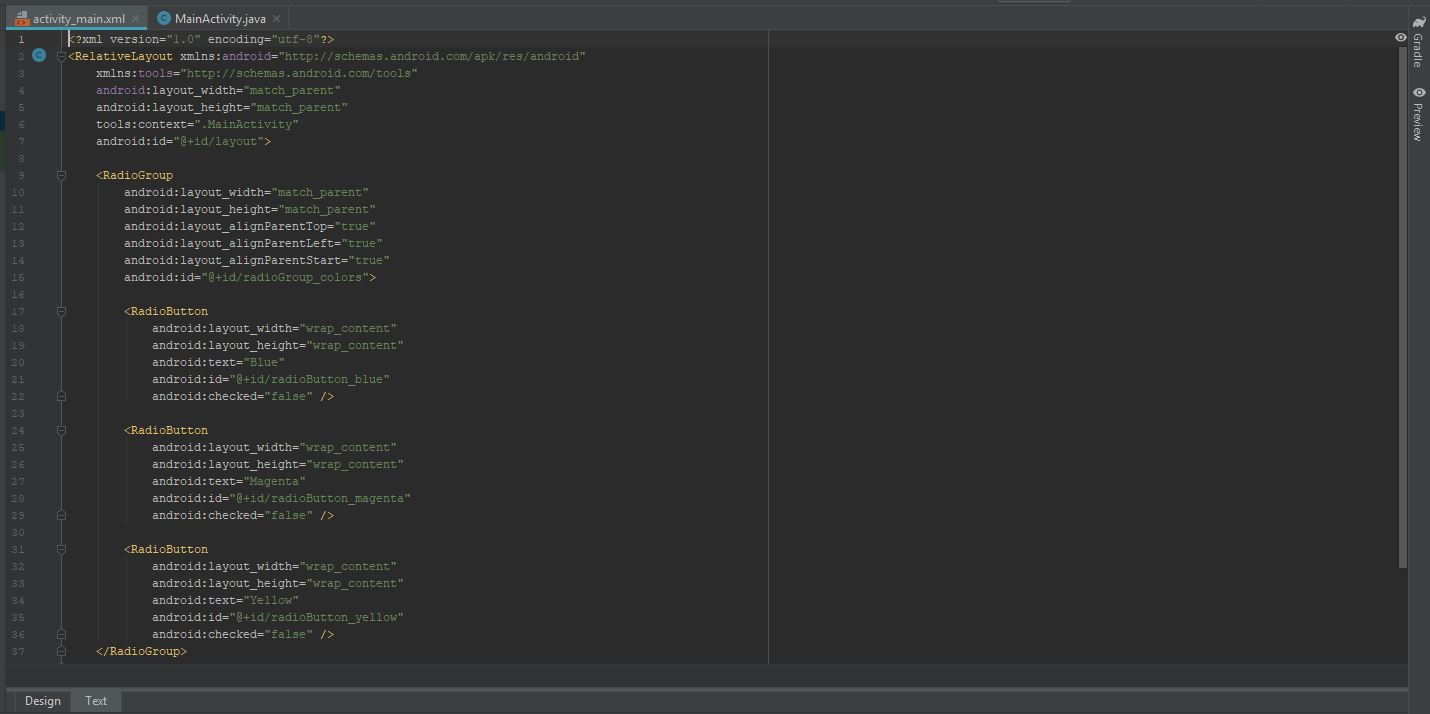 activity_main.xml
MainActivity.java
1 <?xml version="1.0" encoding="utf-8"?>
2 <RelativeLayout xmlns:android="http://schemas.android.com/apk/res/android"
3 xmlns:tools="http://schemas.android.com/tools"
4 android:layout_width="match_parent"
5 android:layout_height="match_parent"
6 tools:context=".MainActivity"
7 android:id="@+id/layout">
8
9 <RadioGroup
10 android:layout_width="match_parent"
11 android:layout_height="match_parent"
12 android:layout_alignParentTop="true"
13 android:layout_alignParentLeft="true"
14 android:layout_alignParentStart="true"
15 android:id="@+id/radioGroup_colors">
16
17 <RadioButton
18 android:layout_width="wrap_content"
19 android:layout_height="wrap_content"
20 android:text="Blue"
21 android:id="@+id/radioButton_blue"
22 android:checked="false" />
23
24 <RadioButton
25 android:layout_width="wrap_content"
26 android:layout_height="wrap_content"
27 android:text="Magenta"
28 android:id="@+id/radioButton_magenta"
29 android:checked="false" />
30
31 <RadioButton
32 android:layout_width="wrap_content"
33 android:layout_height="wrap_content"
34 android:text="Yellow"
35 android:id="@+id/radioButton_yellow"
36 android:checked="false" />
37 </RadioGroup>
Gradle
Preview
Design
Text